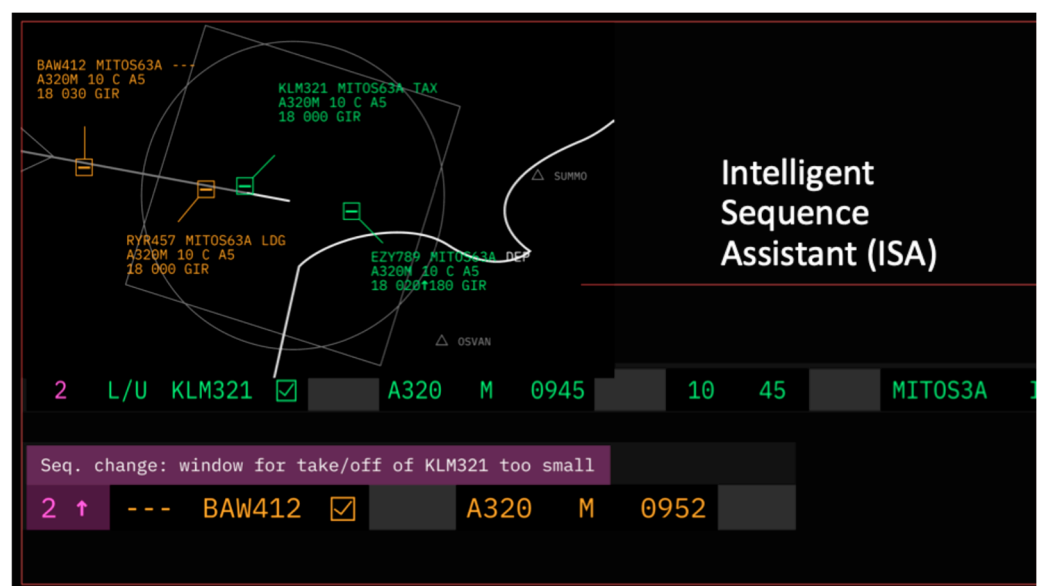 BAW412 MITOS63A ---
A320M 10 C A5
18 030 GIR
KLM321 MITOS63A TAX
A320M 10 C A5
18 000 GIR
SUMMO
RYR457 MITOS63A LDG
A320M 10 C A5
18 000 GIR
EZY789 MITOS63A DEP
A320M 10 C A5
18 020↑180 GIR
OSVAN
Intelligent
Sequence
Assistant (ISA)
2 L/U KLM321 ☑ A320 M 0945 10 45 MITOS3A
Seq. change: window for take/off of KLM321 too small
2 ↑ --- BAW412 ☑ A320 M 0952